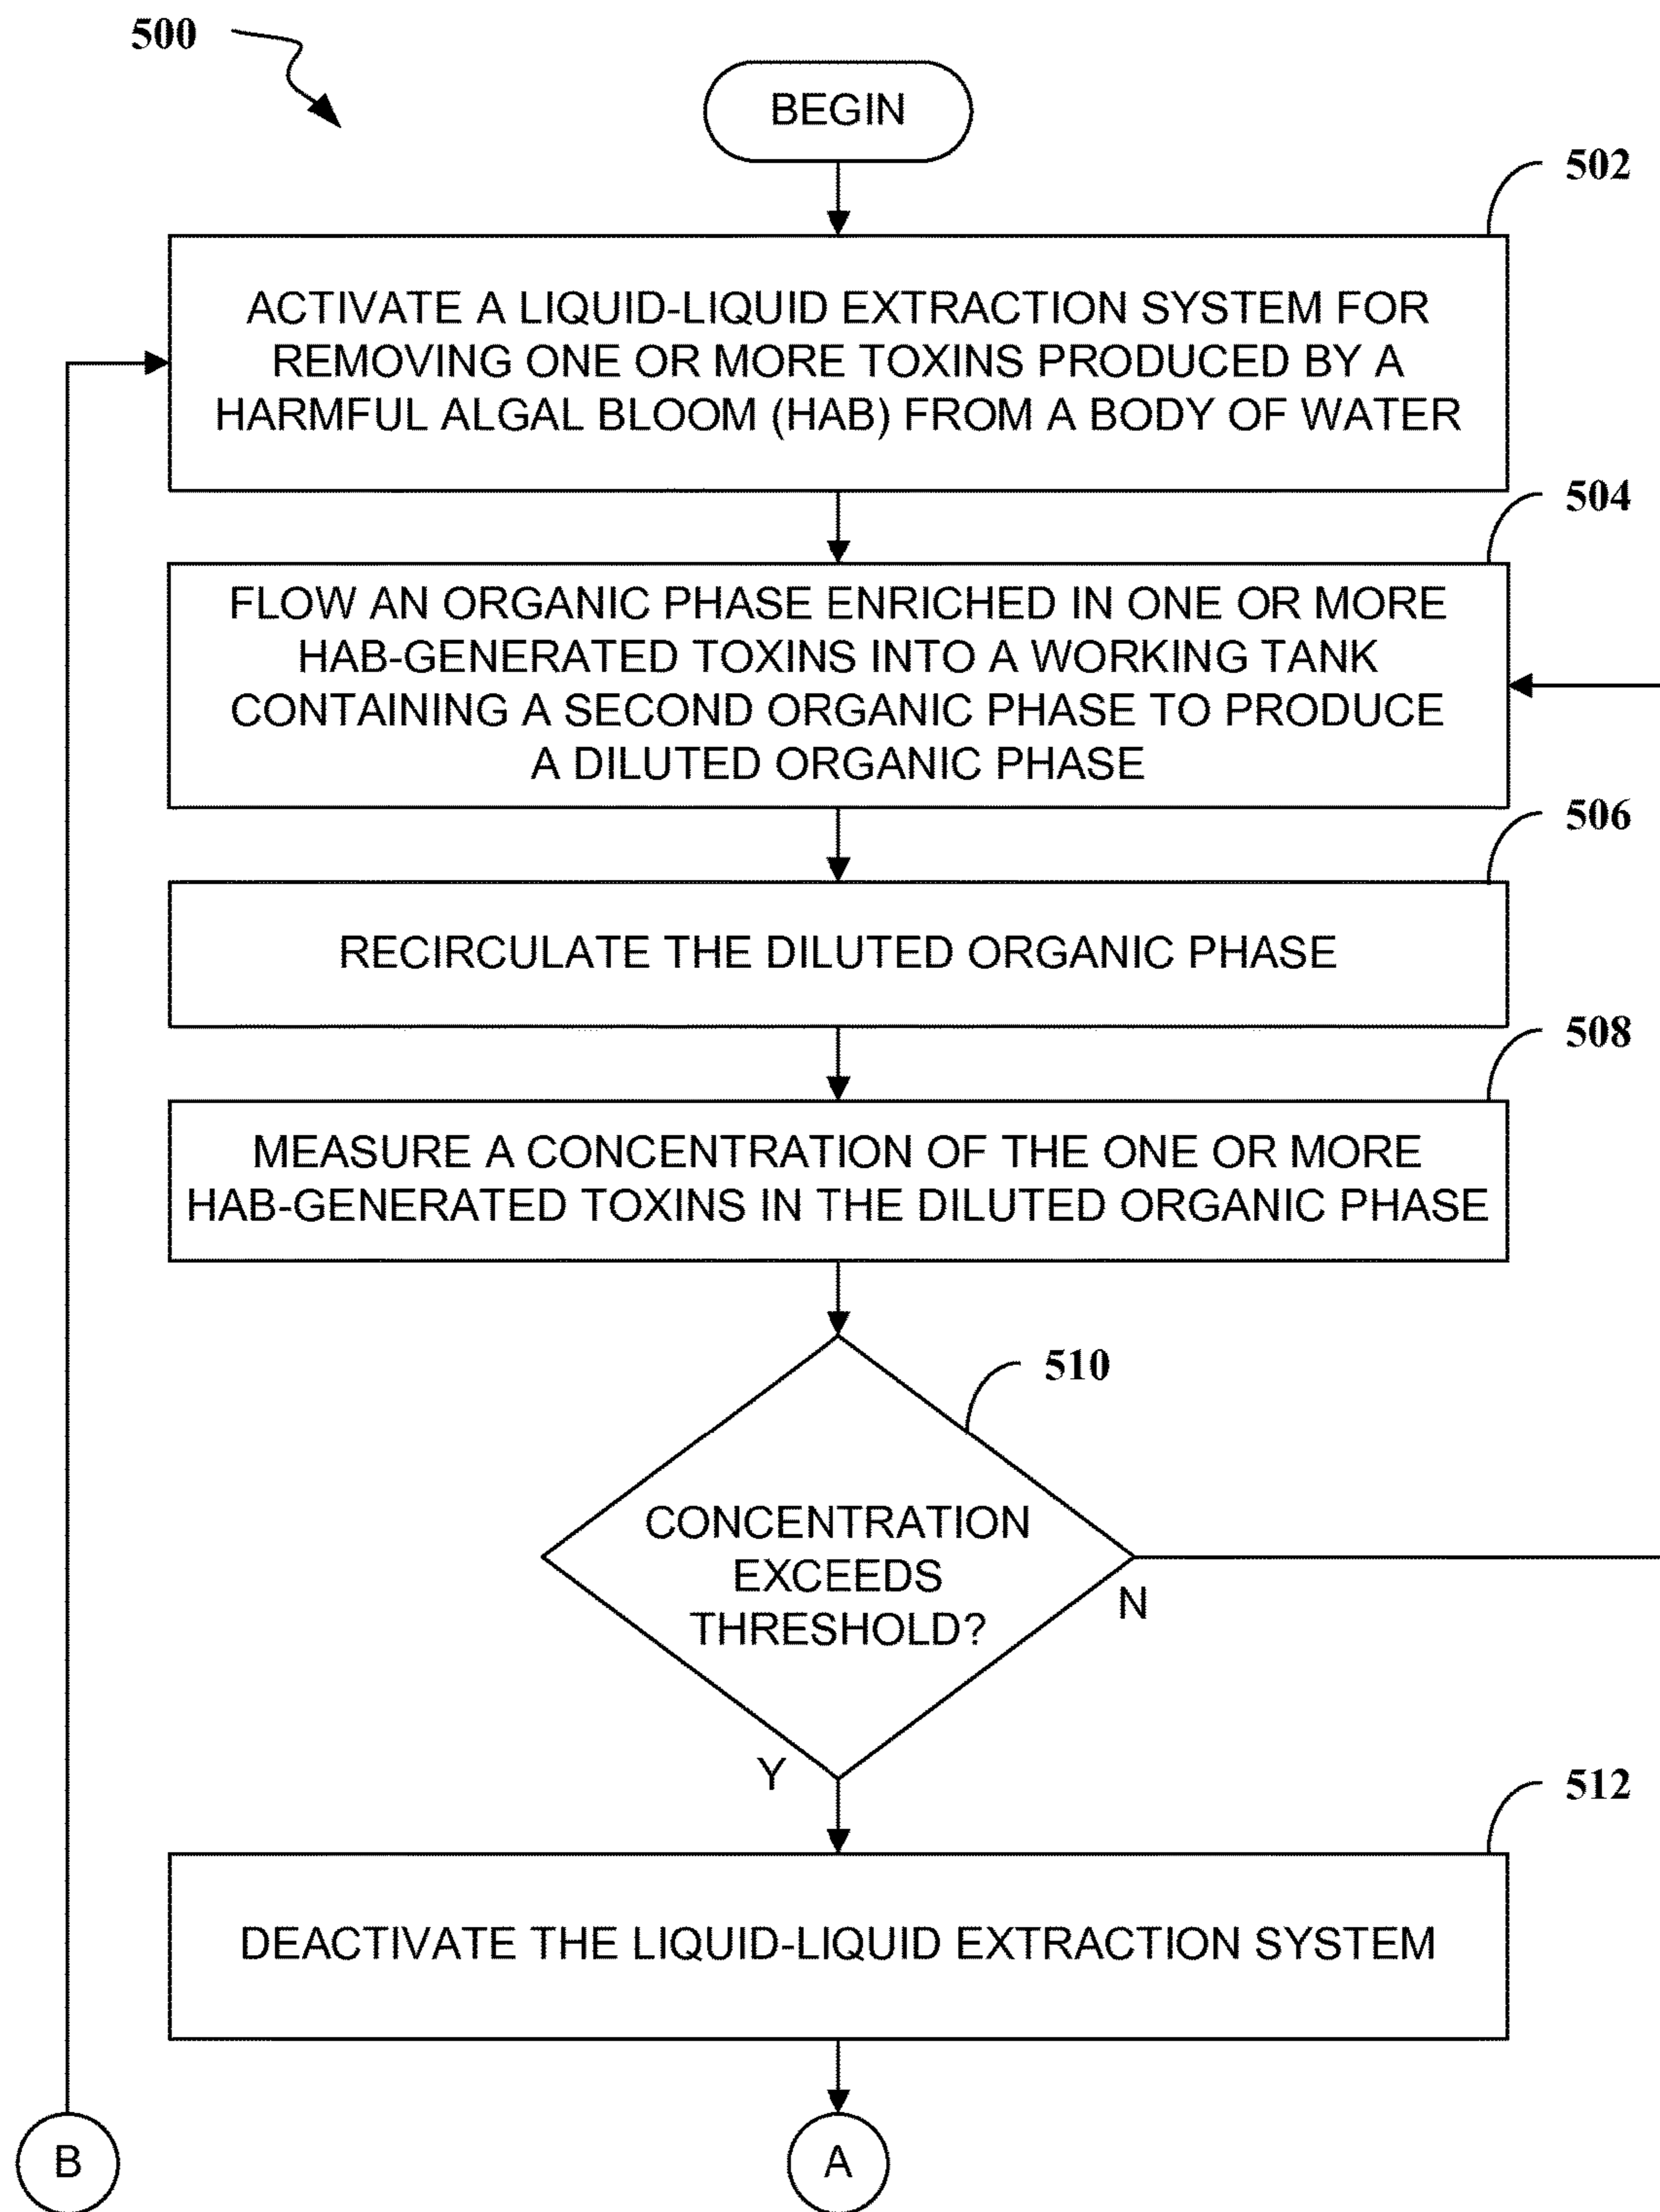 500
BEGIN
502
ACTIVATE A LIQUID-LIQUID EXTRACTION SYSTEM FOR
REMOVING ONE OR MORE TOXINS PRODUCED BY A
HARMFUL ALGAL BLOOM (HAB) FROM A BODY OF WATER
504
FLOW AN ORGANIC PHASE ENRICHED IN ONE OR MORE
HAB-GENERATED TOXINS INTO A WORKING TANK
CONTAINING A SECOND ORGANIC PHASE TO PRODUCE
A DILUTED ORGANIC PHASE
506
RECIRCULATE THE DILUTED ORGANIC PHASE
508
MEASURE A CONCENTRATION OF THE ONE OR MORE
HAB-GENERATED TOXINS IN THE DILUTED ORGANIC PHASE
510
CONCENTRATION
EXCEEDS
THRESHOLD?
N
Y
512
DEACTIVATE THE LIQUID-LIQUID EXTRACTION SYSTEM
B
A